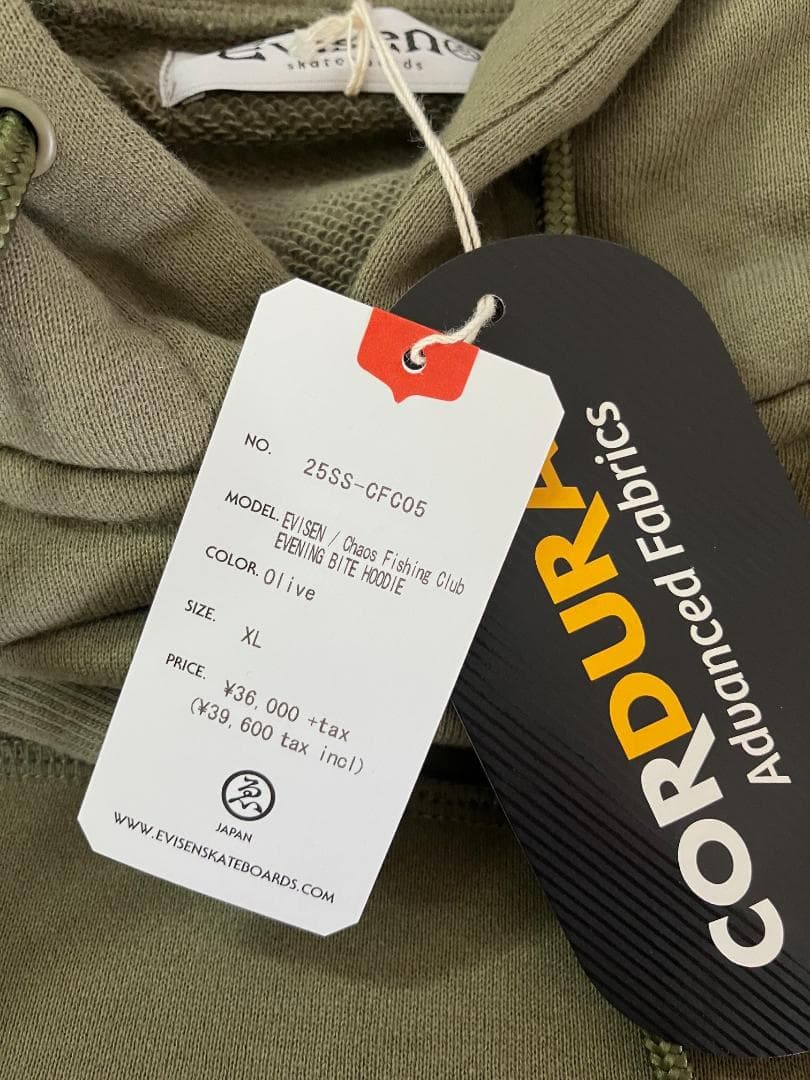 Evisen
skateboards
NO. 25SS-CFC05
MODEL. EVISEN / Chaos Fishing Club
EVENING BITE HOODIE
COLOR. Olive
SIZE. XL
PRICE. ¥36,000 +tax
(¥39,600 tax incl)
ゑ
JAPAN
WWW.EVISENSKATEBOARDS.COM
CORDURA
Advanced Fabrics